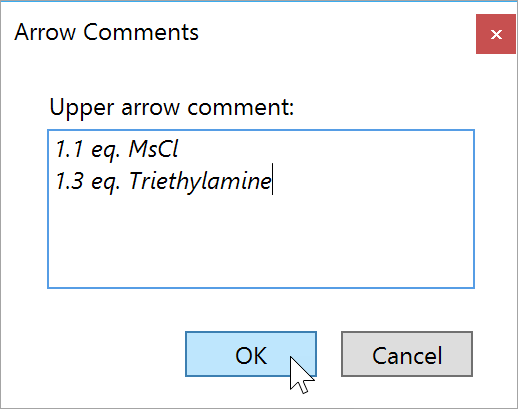 Arrow Comments
×
Upper arrow comment:
1.1 eq. MsCl
1.3 eq. Triethylamine
OK
Cancel